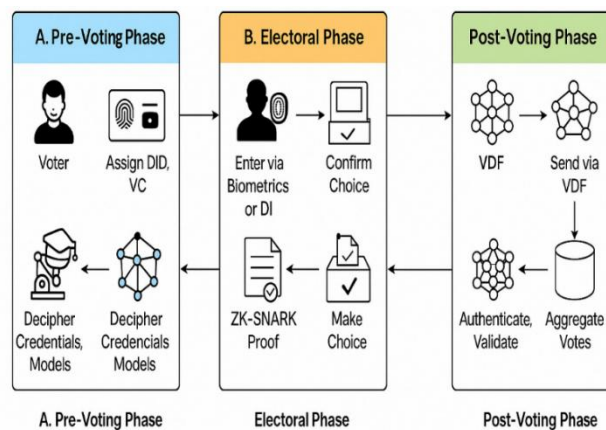 A. Pre-Voting Phase
Voter
Assign DID,
VC
Decipher
Credentials,
Models
Decipher
Credencials
Models
B. Electoral Phase
Enter via
Biometrics
or DI
Confirm
Choice
ZK-SNARK
Proof
Make
Choice
Post-Voting Phase
VDF
Send via
VDF
Authenticate,
Validate
Aggregate
Votes
A. Pre-Voting Phase
Electoral Phase
Post-Voting Phase